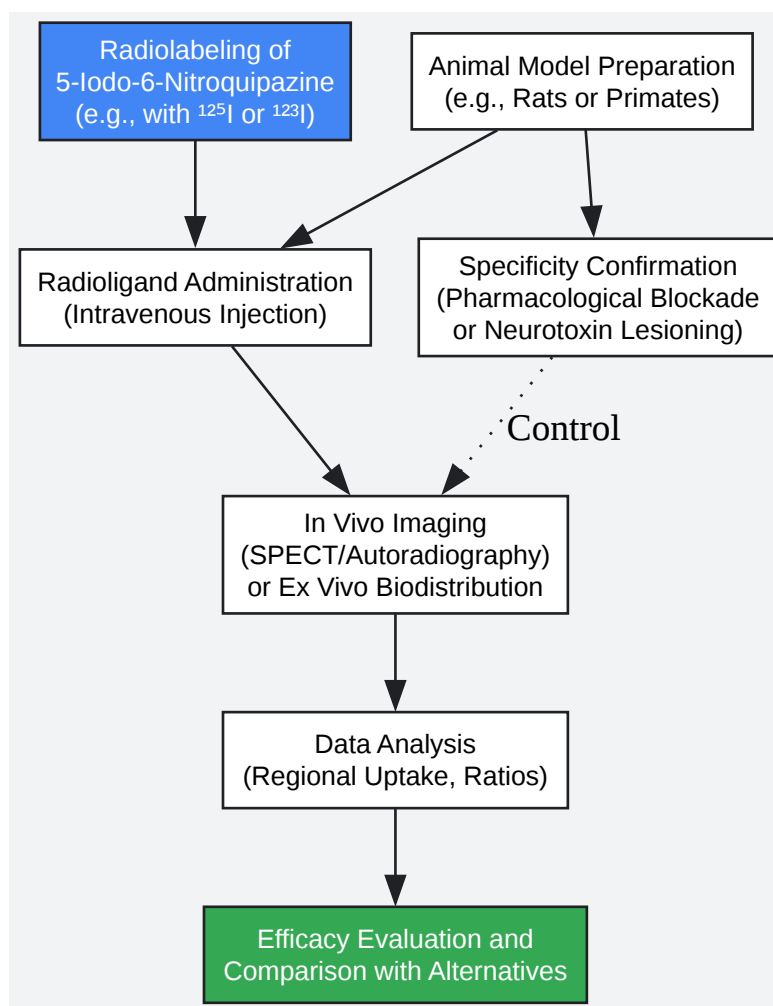 Radiolabeling of
5-Iodo-6-Nitroquipazine
(e.g., with ¹²⁵I or ¹²³I)
Animal Model Preparation
(e.g., Rats or Primates)
Radioligand Administration
(Intravenous Injection)
Specificity Confirmation
(Pharmacological Blockade
or Neurotoxin Lesioning)
Control
In Vivo Imaging
(SPECT/Autoradiography)
or Ex Vivo Biodistribution
Data Analysis
(Regional Uptake, Ratios)
Efficacy Evaluation and
Comparison with Alternatives